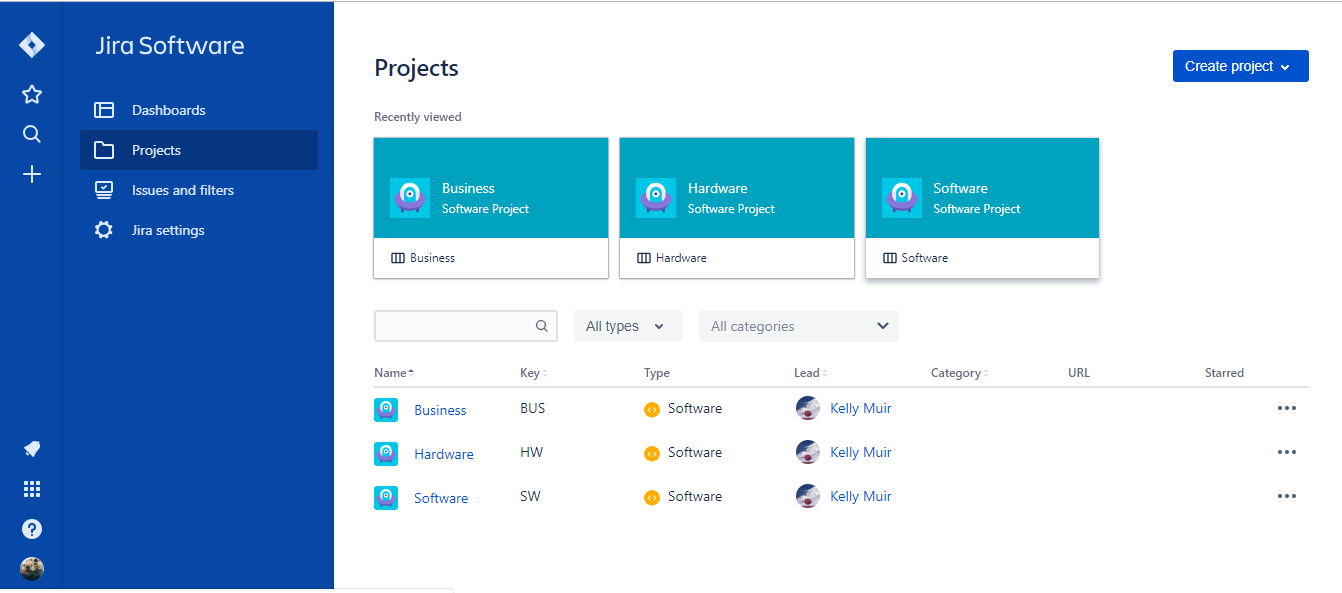 Jira Software
Dashboards
Projects
Issues and filters
Jira settings
Projects
Create project
Recently viewed
Business
Software Project
Business
Hardware
Software Project
Hardware
Software
Software Project
Software
All types
All categories
Name Key Type Lead Category URL Starred
Business BUS Software Kelly Muir
Hardware HW Software Kelly Muir
Software SW Software Kelly Muir